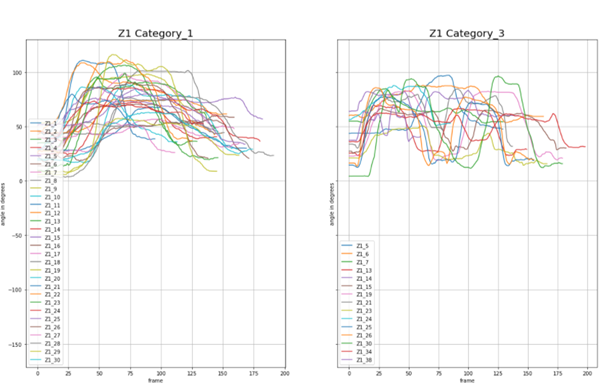 Z1 Category_1
Z1 Category_3
100
50
0
−50
−100
−150
angle in degrees
Z1_1
Z1_2
Z1_3
Z1_4
Z1_5
Z1_6
Z1_7
Z1_8
Z1_9
Z1_10
Z1_11
Z1_12
Z1_13
Z1_14
Z1_15
Z1_16
Z1_17
Z1_18
Z1_19
Z1_20
Z1_21
Z1_22
Z1_23
Z1_24
Z1_25
Z1_26
Z1_27
Z1_28
Z1_29
Z1_30
0 25 50 75 100 125 150 175 200
frame
angle in degrees
Z1_5
Z1_6
Z1_7
Z1_13
Z1_14
Z1_15
Z1_19
Z1_21
Z1_23
Z1_24
Z1_25
Z1_26
Z1_30
Z1_34
Z1_38
0 25 50 75 100 125 150 175 200
frame